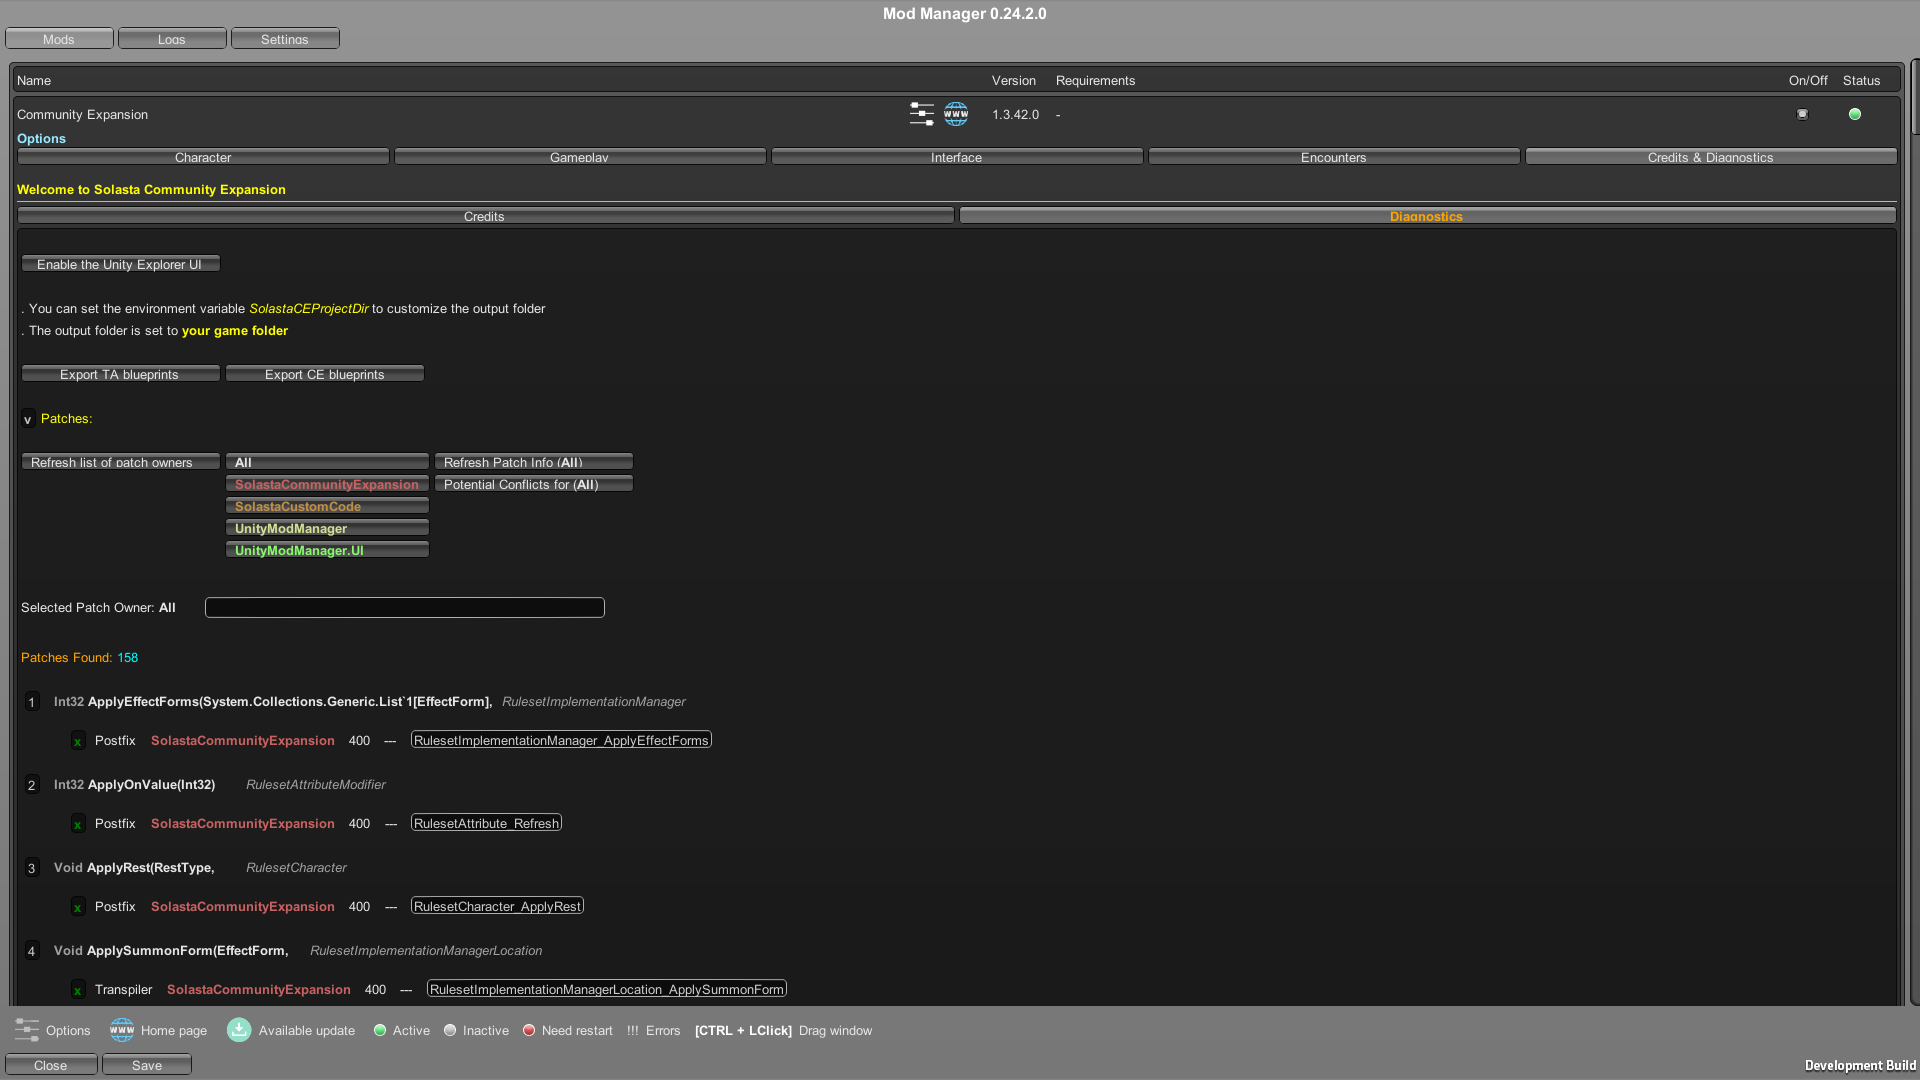 Mod Manager 0.24.2.0
Mods Logs Settings
Name Version Requirements On/Off Status
Community Expansion www 1.3.42.0 -
Options
Character Gameplay Interface Encounters Credits & Diagnostics
Welcome to Solasta Community Expansion
Credits Diagnostics
Enable the Unity Explorer UI
. You can set the environment variable SolastaCEProjectDir to customize the output folder
. The output folder is set to your game folder
Export TA blueprints Export CE blueprints
v Patches:
Refresh list of patch owners All Refresh Patch Info (All)
SolastaCommunityExpansion Potential Conflicts for (All)
SolastaCustomCode
UnityModManager
UnityModManager.UI
Selected Patch Owner: All
Patches Found: 158
1 Int32 ApplyEffectForms(System.Collections.Generic.List`1[EffectForm], RulesetImplementationManager
x Postfix SolastaCommunityExpansion 400 --- RulesetImplementationManager_ApplyEffectForms
2 Int32 ApplyOnValue(Int32) RulesetAttributeModifier
x Postfix SolastaCommunityExpansion 400 --- RulesetAttribute_Refresh
3 Void ApplyRest(RestType, RulesetCharacter
x Postfix SolastaCommunityExpansion 400 --- RulesetCharacter_ApplyRest
4 Void ApplySummonForm(EffectForm, RulesetImplementationManagerLocation
x Transpiler SolastaCommunityExpansion 400 --- RulesetImplementationManagerLocation_ApplySummonForm
Options www Home page Available update Active Inactive Need restart !!! Errors [CTRL + LClick] Drag window
Close Save Development Build